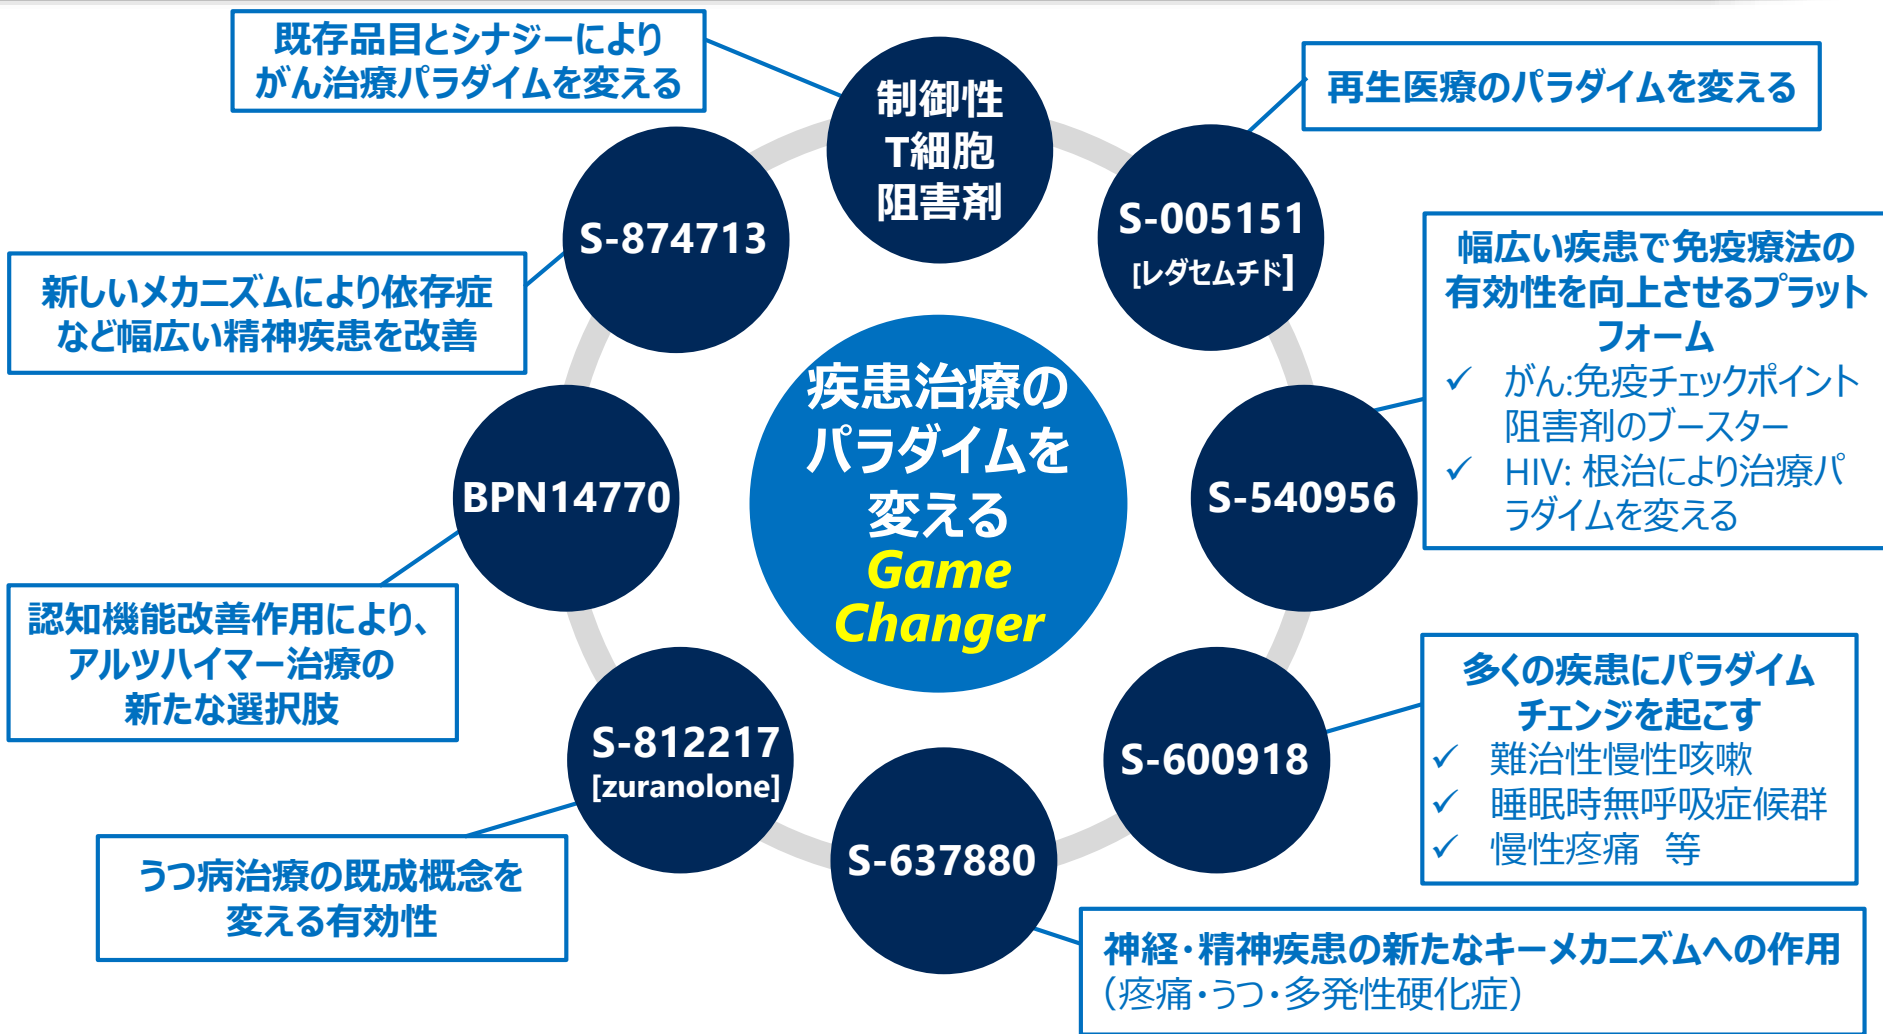 既存品目とシナジーにより
がん治療パラダイムを変える
制御性
T細胞
阻害剤
再生医療のパラダイムを変える
S-874713
S-005151
[レダセムチド]
新しいメカニズムにより依存症
など幅広い精神疾患を改善
幅広い疾患で免疫療法の
有効性を向上させるプラット
フォーム
✓ がん:免疫チェックポイント
阻害剤のブースター
✓ HIV: 根治により治療パ
ラダイムを変える
疾患治療の
パラダイムを
変える
Game
Changer
BPN14770
S-540956
認知機能改善作用により、
アルツハイマー治療の
新たな選択肢
S-812217
[zuranolone]
S-600918
多くの疾患にパラダイム
チェンジを起こす
✓ 難治性慢性咳嗽
✓ 睡眠時無呼吸症候群
✓ 慢性疼痛 等
うつ病治療の既成概念を
変える有効性
S-637880
神経・精神疾患の新たなキーメカニズムへの作用
（疼痛・うつ・多発性硬化症）